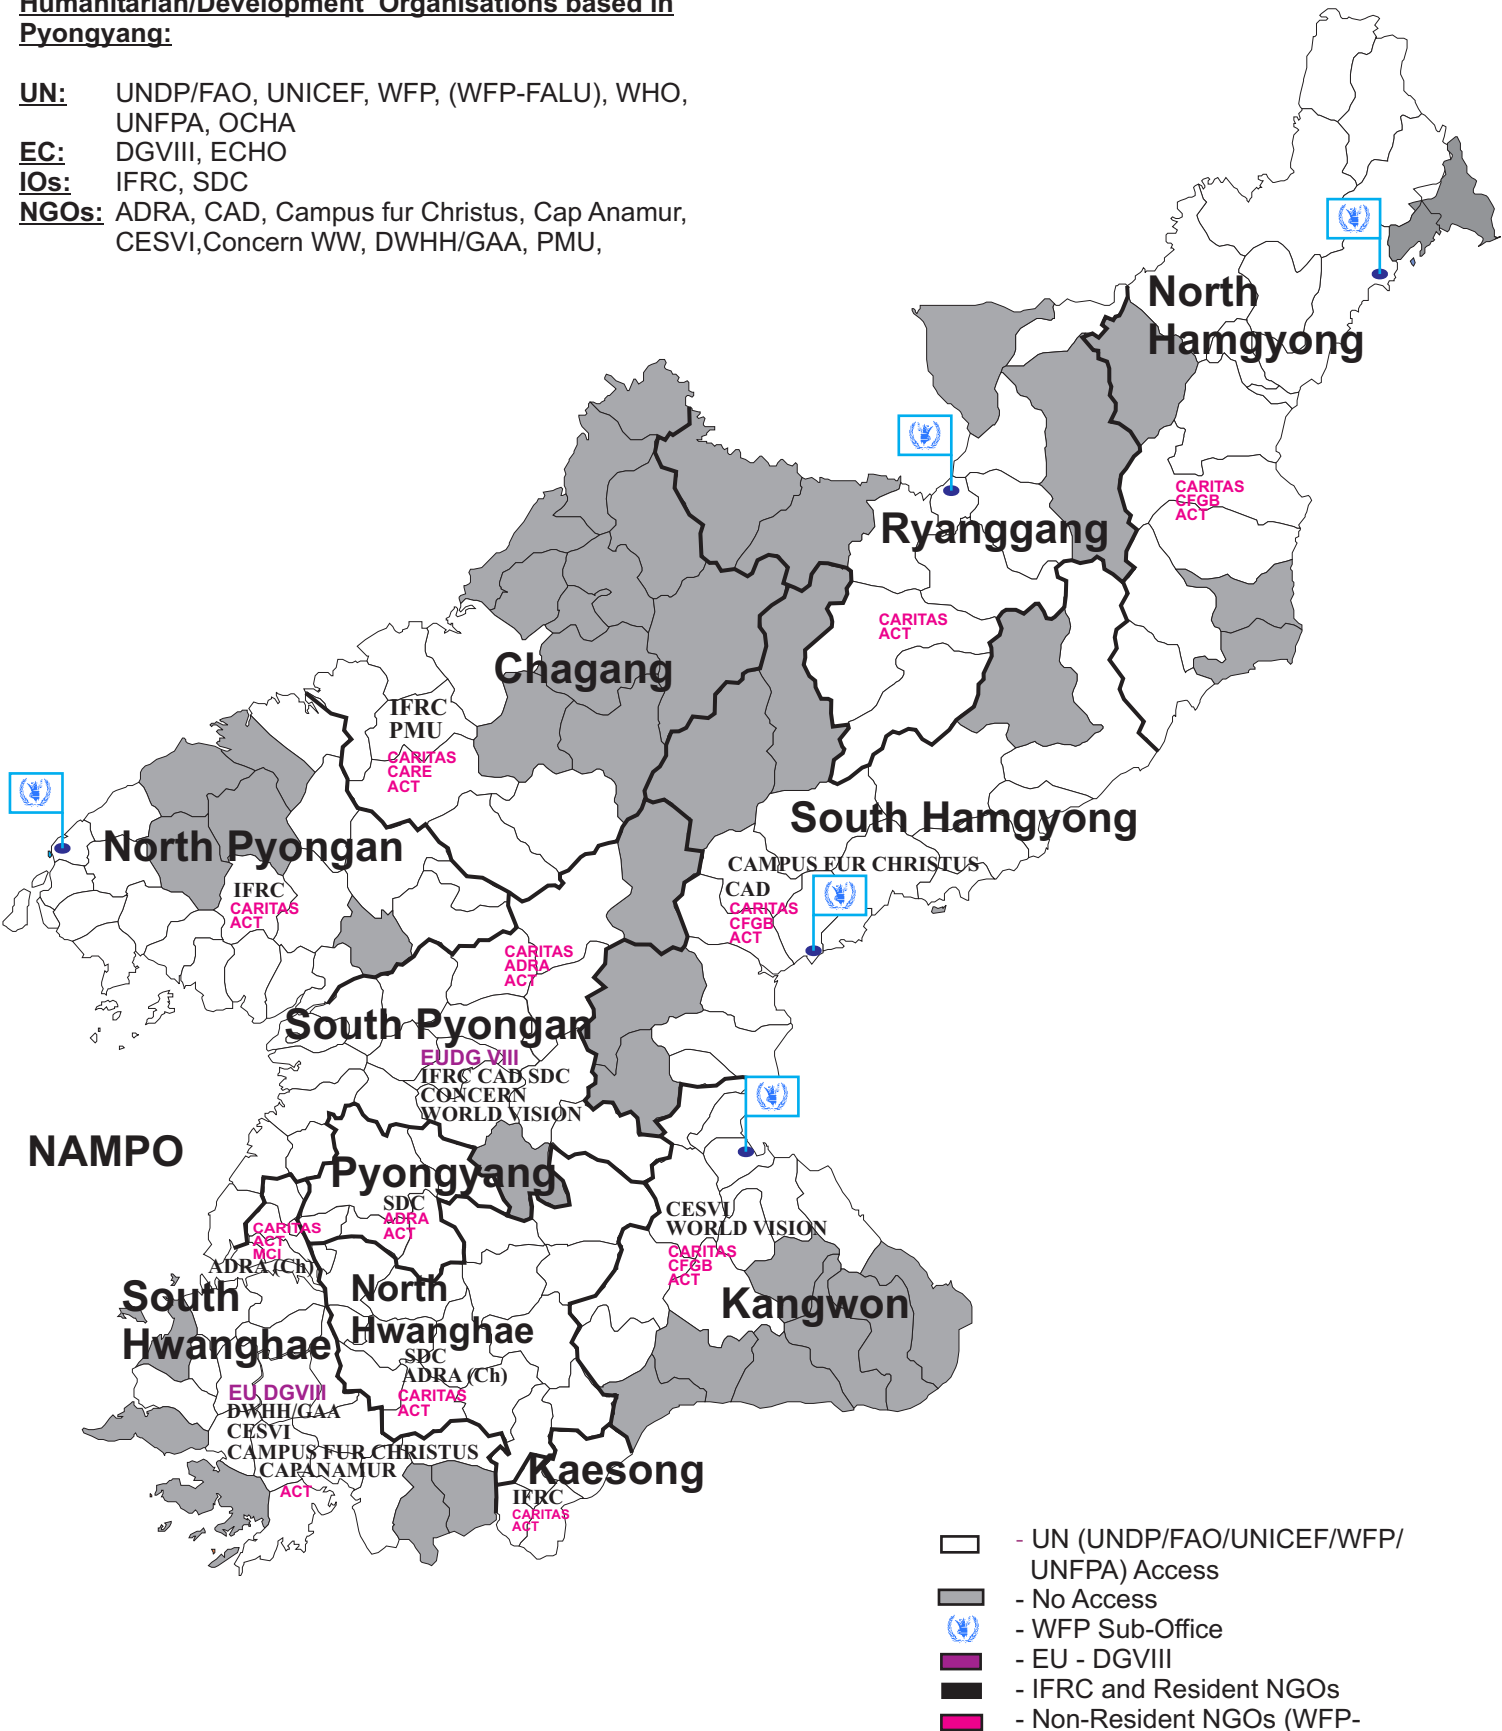 Humanitarian/Development Organisations based in
Pyongyang:
UN: UNDP/FAO, UNICEF, WFP, (WFP-FALU), WHO,
UNFPA, OCHA
EC: DGVIII, ECHO
IOs: IFRC, SDC
NGOs: ADRA, CAD, Campus fur Christus, Cap Anamur,
CESVI,Concern WW, DWHH/GAA, PMU,
North
Hamgyong
CARITAS
CFGB
ACT
Ryanggang
CARITAS
ACT
Chagang
IFRC
PMU
CARITAS
CARE
ACT
South Hamgyong
CAMPUS FUR CHRISTUS
CAD
CARITAS
CFGB
ACT
North Pyongan
IFRC
CARITAS
ACT
CARITAS
ADRA
ACT
South Pyongan
EUDG VIII
IFRC CAD SDC
CONCERN
WORLD VISION
NAMPO
Pyongyang
SDC
ADRA
ACT
CARITAS
ACT
MCI
ADRA (Ch)
CESVI
WORLD VISION
CARITAS
CFGB
ACT
Kangwon
North
Hwanghae
SDC
ADRA (Ch)
CARITAS
ACT
South
Hwanghae
EU DGVIII
DWHH/GAA
CESVI
CAMPUS FUR CHRISTUS
CAPANAMUR
ACT
Kaesong
IFRC
CARITAS
ACT
- UN (UNDP/FAO/UNICEF/WFP/
UNFPA) Access
- No Access
- WFP Sub-Office
- EU - DGVIII
- IFRC and Resident NGOs
- Non-Resident NGOs (WFP-